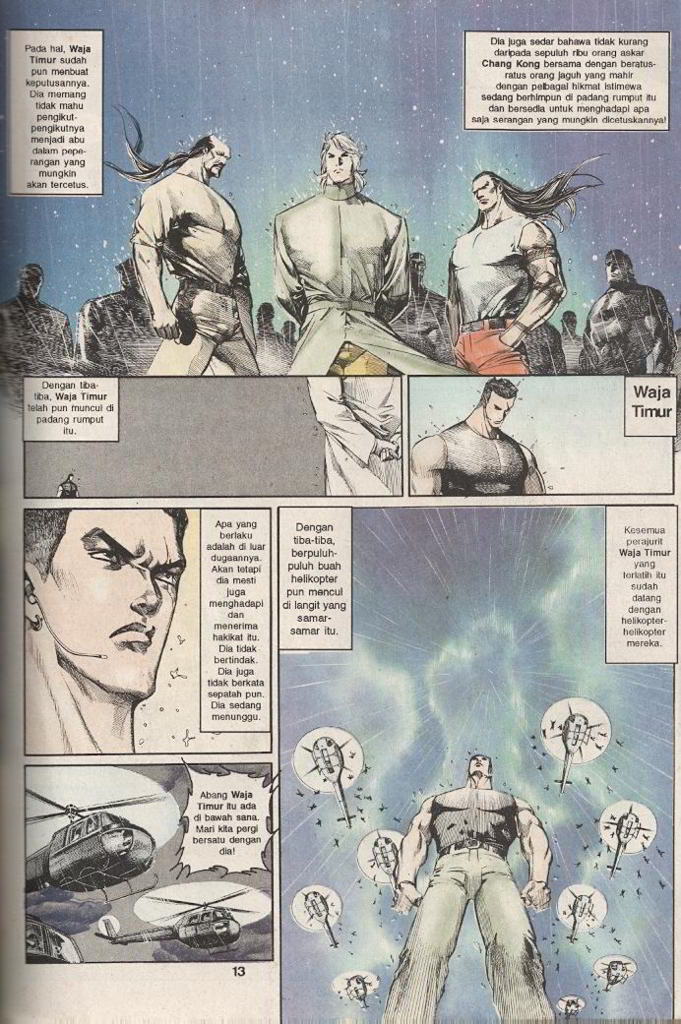 Pada hal, Waja
Timur sudah
pun menbuat
keputusannya.
Dia memang
tidak mahu
pengikut-
pengikutnya
menjadi abu
dalam pepe-
rangan yang
akan tercetus.
Dia juga sedar bahawa tidak kurang
daripada sepuluh ribu orang askar
Chang Kong bersama dengan beratus-
ratus orang jaguh yang mahir
dengan pelbagai hikmat istimewa
sedang berhimpun di padang rumput itu
dan bersedia untuk menghadapi apa
saja serangan yang mungkin dicetuskannya!
Dengan tiba-
tiba, Waja Timur
telah pun muncul di
padang rumput
itu.
Waja
Timur
Apa yang
berlaku
adalah di luar
dugaannya.
Akan tetapi
dia mesti
juga
menghadapi
dan
menerima
hakikat itu.
Dia tidak
bertindak.
Dia juga
tidak berkata
sepatah pun.
Dia sedang
menunggu.
Dengan
tiba-tiba,
berpuluh-
puluh buah
helikopter
pun mencul
di langit yang
samar-
samar itu.
Kesemua
perajurit
Waja Timur
yang
terlatih itu
sudah
datang
dengan
helikopter-
helikopter
mereka.
Abang Waja
Timur itu ada
di bawah sana.
Mari kita pergi
bersatu dengan
dia!
13